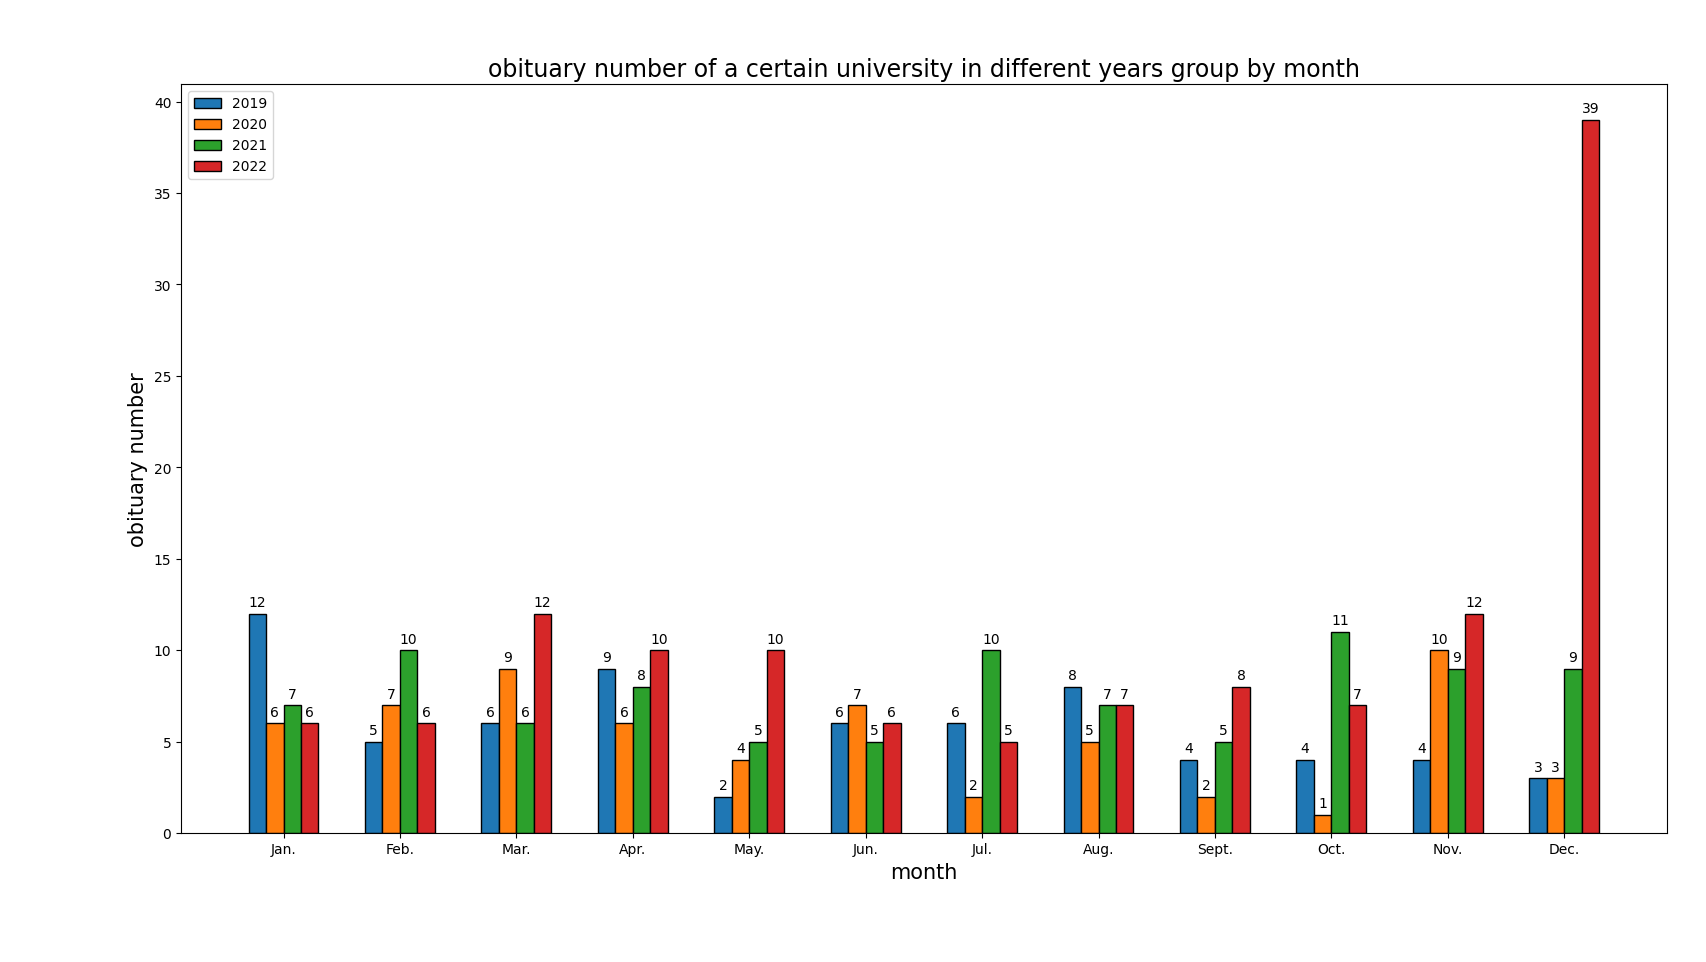 obituary number of a certain university in different years group by month
2019
2020
2021
2022
obituary number
40
35
30
25
20
15
10
5
0
12 6 7 6
5 7 10 6
6 9 6 12
9 6 8 10
2 4 5 10
6 7 5 6
6 2 10 5
8 5 7 7
4 2 5 8
4 1 11 7
4 10 9 12
3 3 9 39
Jan. Feb. Mar. Apr. May. Jun. Jul. Aug. Sept. Oct. Nov. Dec.
month